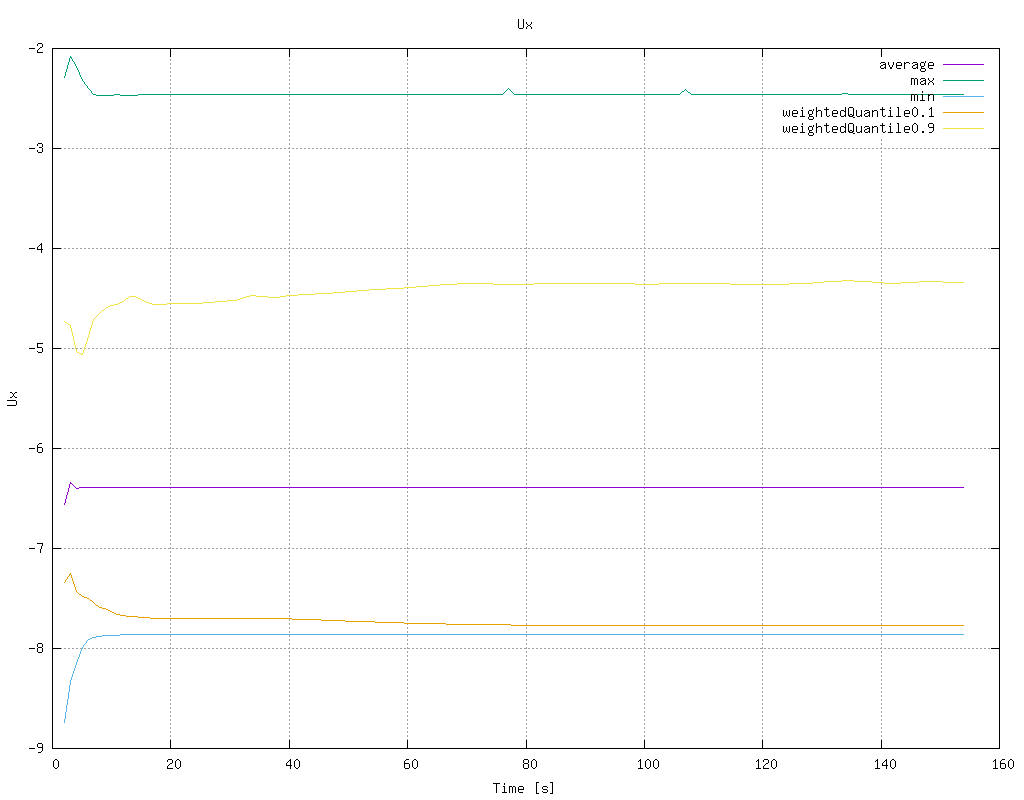 Ux
-2
-3
-4
-5
-6
-7
-8
-9
Ux
average
max
min
weightedQuantile0.1
weightedQuantile0.9
0 20 40 60 80 100 120 140 160
Time [s]